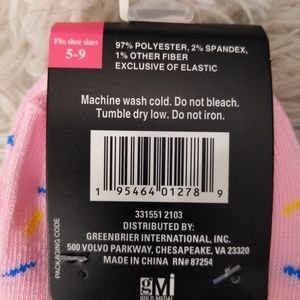 Fits shoe sizes
5-9
97% POLYESTER, 2% SPANDEX,
1% OTHER FIBER
EXCLUSIVE OF ELASTIC
Machine wash cold. Do not bleach.
Tumble dry low. Do not iron.
1 95464 01278 9
331551 2103
DISTRIBUTED BY:
GREENBRIER INTERNATIONAL, INC.
500 VOLVO PARKWAY, CHESAPEAKE, VA 23320
MADE IN CHINA RN# 87254
PACKAGING CODE
gMi
GOLD MEDAL